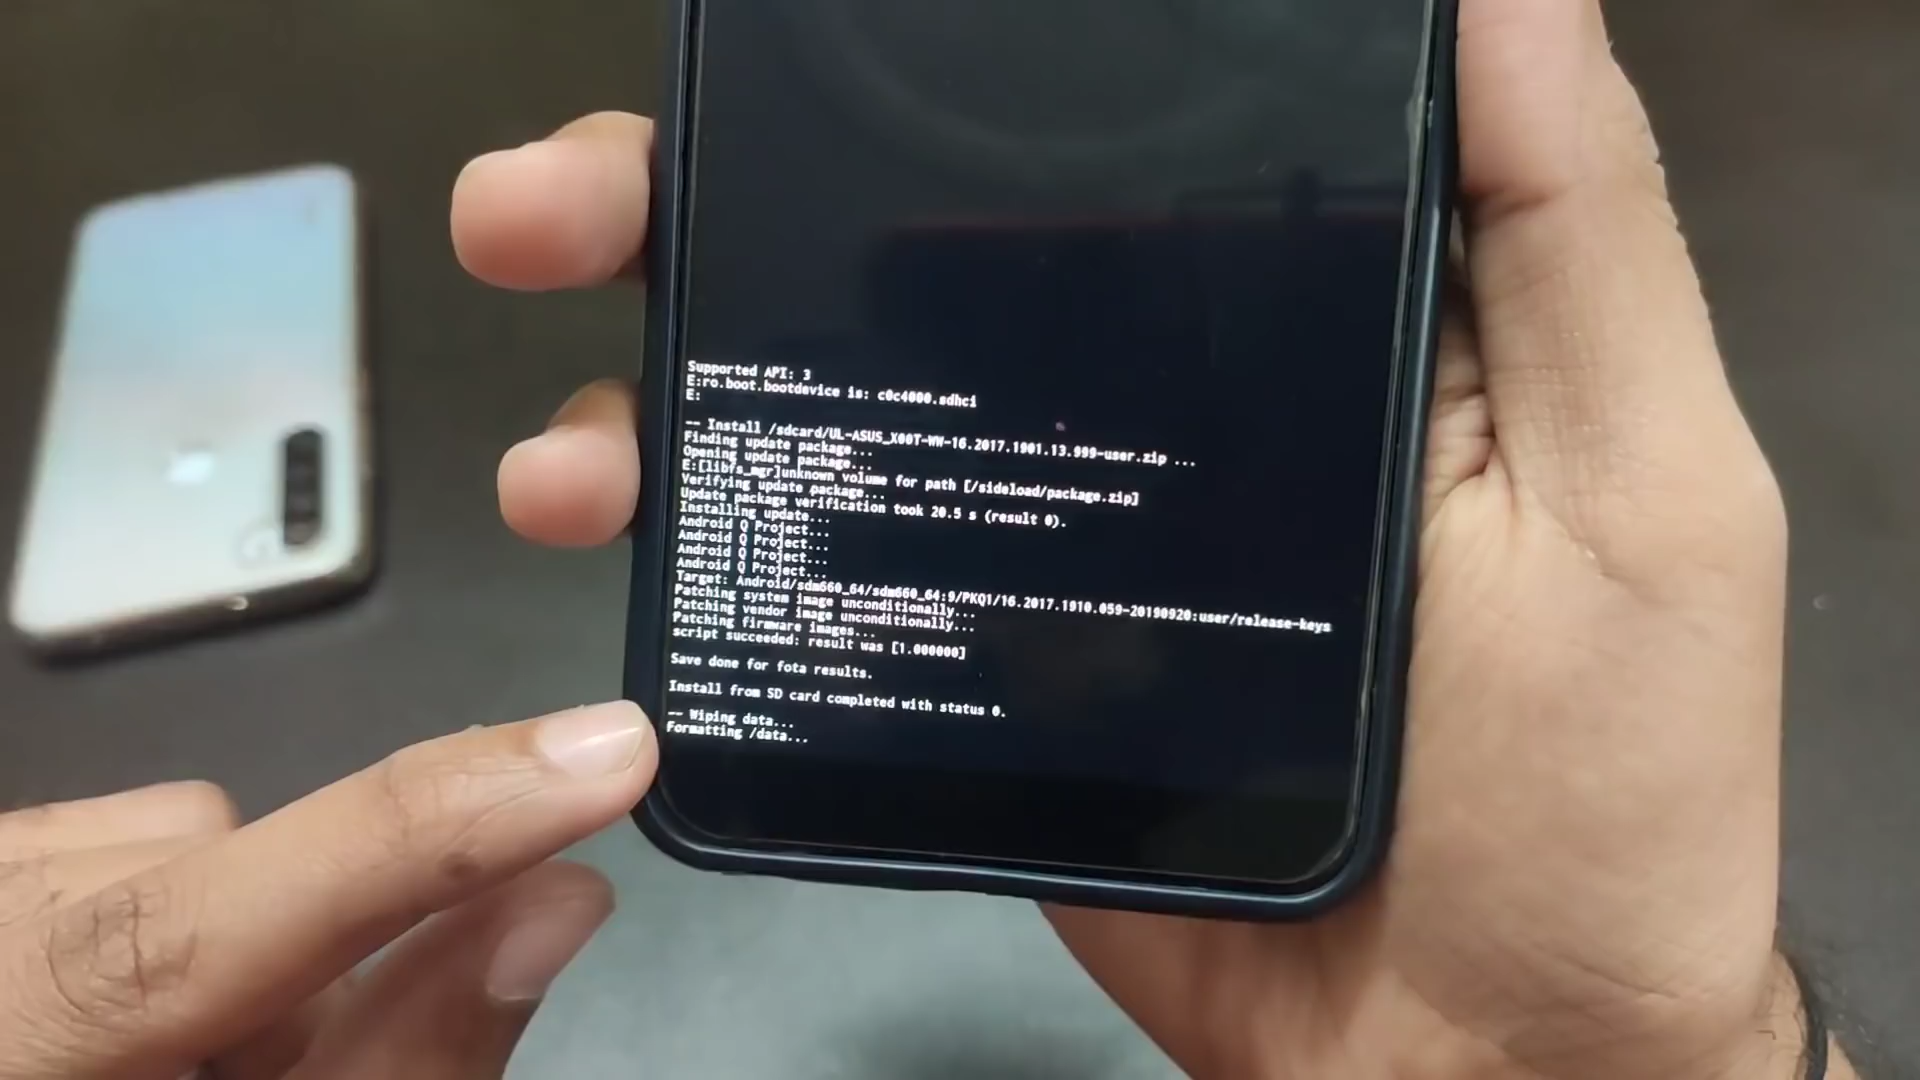 Supported API: 3
E:ro.boot.bootdevice is: c0c4000.sdhci
E:
-- Install /sdcard/UL-ASUS_X00T-WW-16.2017.1901.13.999-user.zip ...
Finding update package...
Opening update package...
E:[libfs_mgr]unknown volume for path [/sideload/package.zip]
Verifying update package...
Update package verification took 20.5 s (result 0).
Installing update...
Android Q Project...
Android Q Project...
Android Q Project...
Android Q Project...
Target: Android/sdm660_64/sdm660_64:9/PKQ1/16.2017.1910.059-20190920:user/release-keys
Patching system image unconditionally...
Patching vendor image unconditionally...
Patching firmware images...
script succeeded: result was [1.000000]
Save done for fota results.
Install from SD card completed with status 0.
-- Wiping data...
Formatting /data...